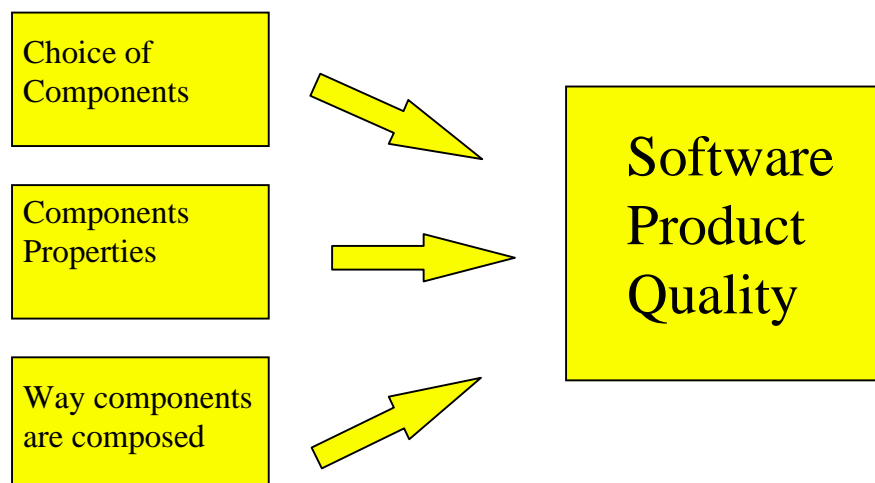 Choice of
Components
Components
Properties
Way components
are composed
Software
Product
Quality